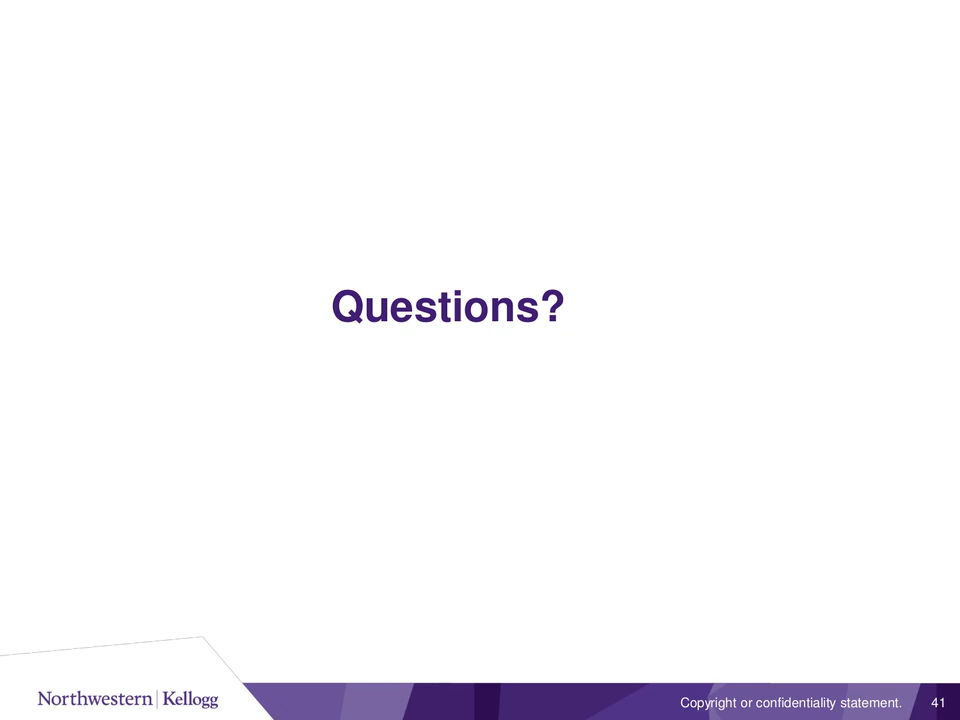 Questions?
Northwestern | Kellogg
Copyright or confidentiality statement. 41